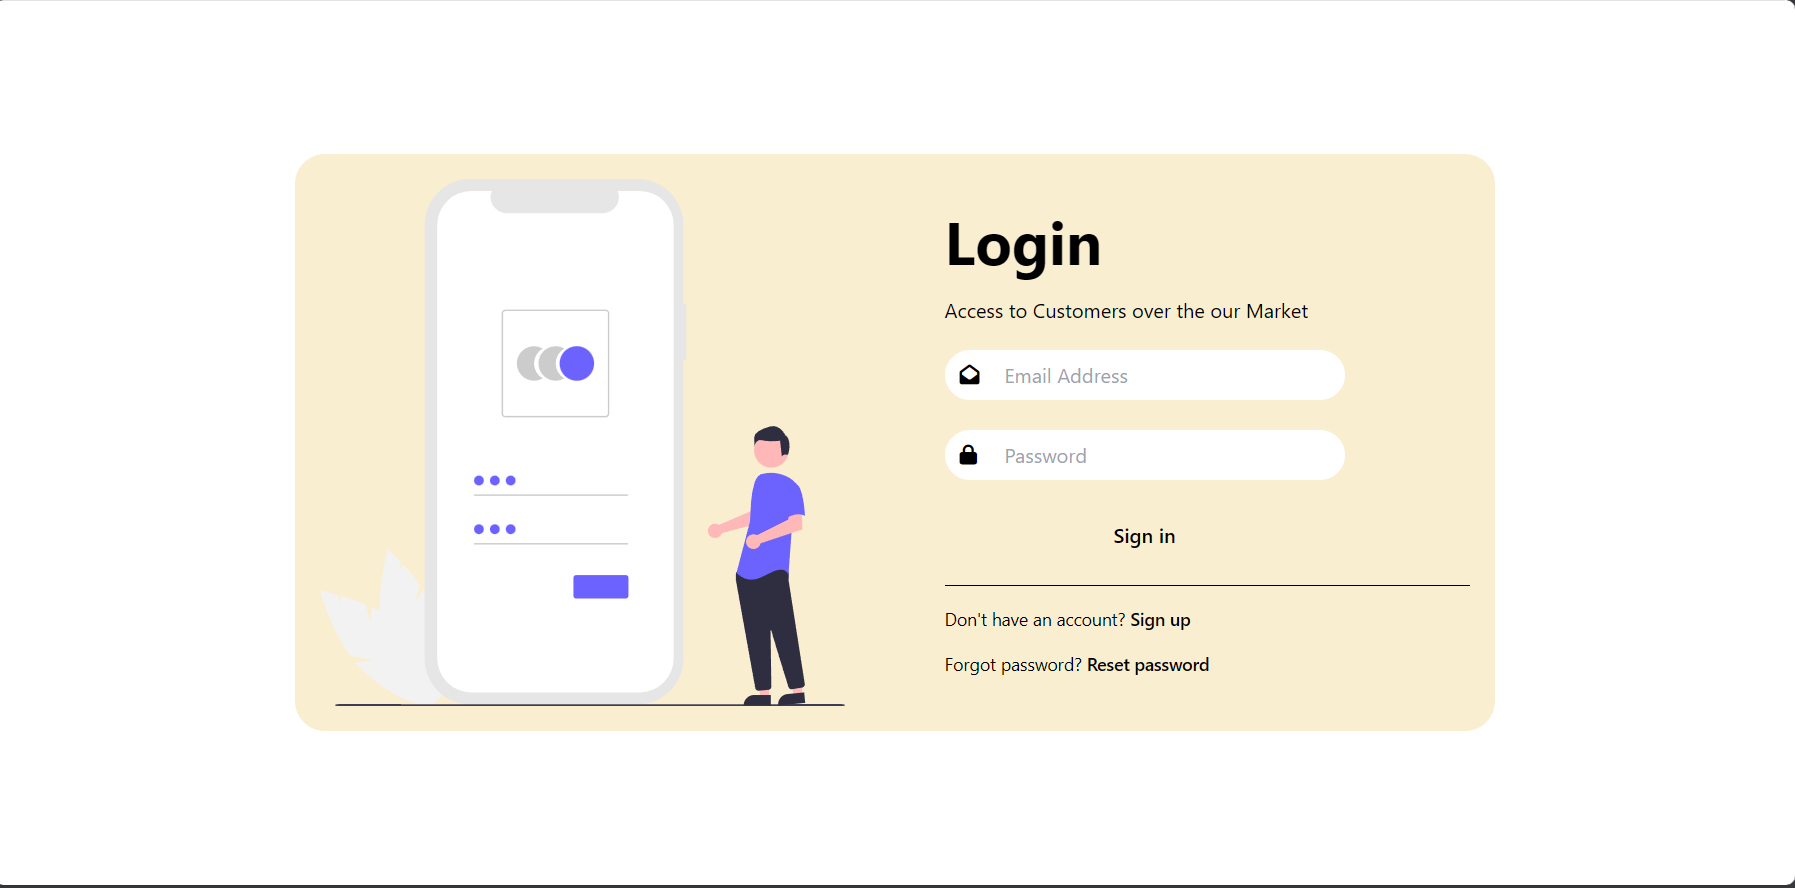 Login
Access to Customers over the our Market
Email Address
Password
Sign in
Don't have an account? Sign up
Forgot password? Reset password